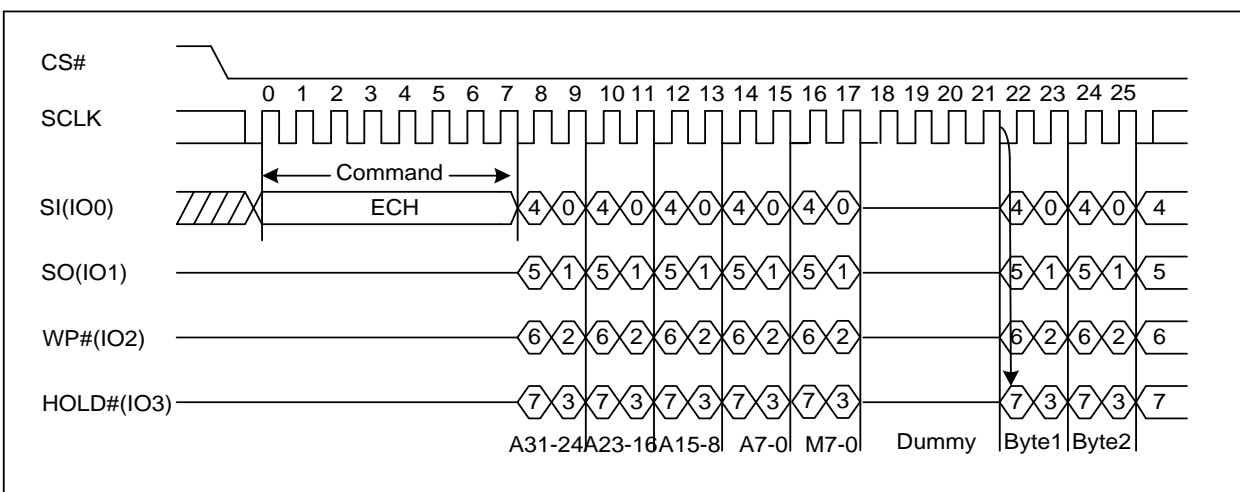 CS#
0 1 2 3 4 5 6 7 8 9 10 11 12 13 14 15 16 17 18 19 20 21 22 23 24 25
SCLK
Command
SI(IO0) ECH 4 0 4 0 4 0 4 0 4 0 4 0 4 0 4
SO(IO1) 5 1 5 1 5 1 5 1 5 1 5 1 5 1 5
WP#(IO2) 6 2 6 2 6 2 6 2 6 2 6 2 6 2 6
HOLD#(IO3) 7 3 7 3 7 3 7 3 7 3 7 3 7 3 7
A31-24 A23-16 A15-8 A7-0 M7-0 Dummy Byte1 Byte2